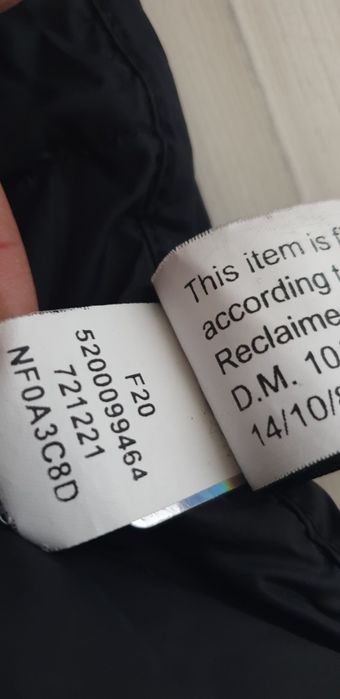 F20
5200099464
721221
NF0A3C8D
This item is
according
Reclaime
D.M. 10
14/10/